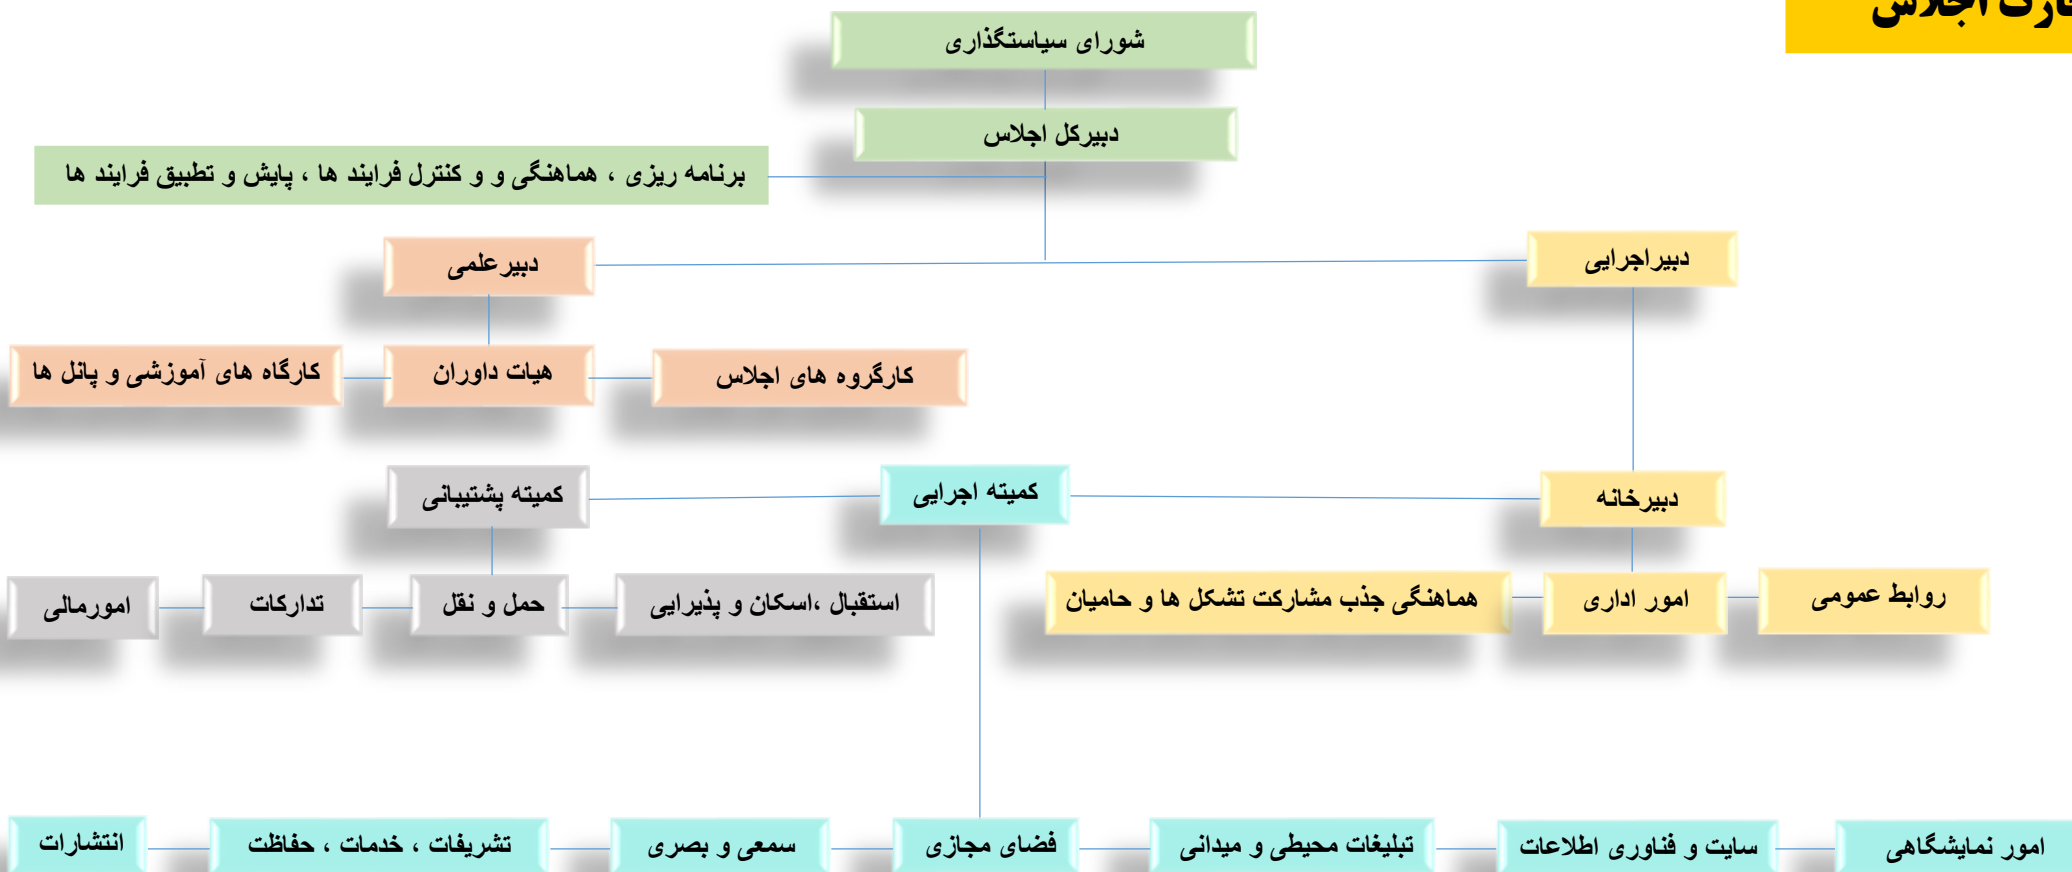 اجلاس
شورای سیاستگذاری
دبیرکل اجلاس
برنامه ریزی ، هماهنگی و و کنترل فرایند ها ، پایش و تطبیق فرایند ها
دبیراجرایی
دبیرعلمی
کارگروه های اجلاس
هیات داوران
کارگاه های آموزشی و پانل ها
دبیرخانه
کمیته اجرایی
کمیته پشتیبانی
روابط عمومی
امور اداری
هماهنگی جذب مشارکت تشکل ها و حامیان
استقبال ،اسکان و پذیرایی
حمل و نقل
تدارکات
امورمالی
امور نمایشگاهی
سایت و فناوری اطلاعات
تبلیغات محیطی و میدانی
فضای مجازی
سمعی و بصری
تشریفات ، خدمات ، حفاظت
انتشارات